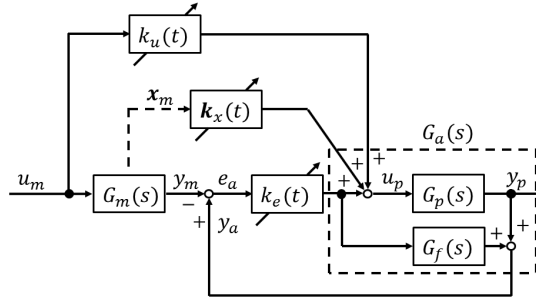 k_u(t)
x_m
k_x(t)
G_a(s)
+
+
u_m
G_m(s)
y_m
e_a
k_e(t)
+
u_p
G_p(s)
y_p
−
+
y_a
G_f(s)
+
+